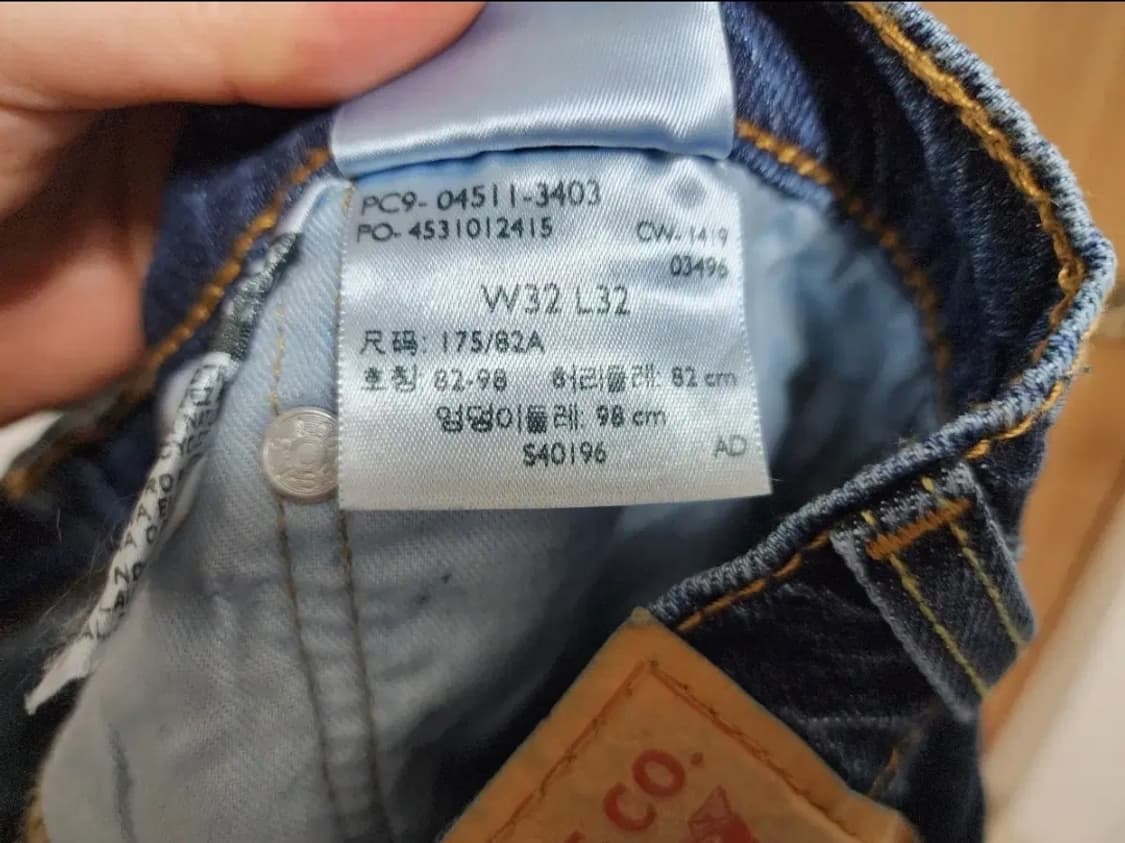 PC9- 04511-3403
PO- 4531012415 CW-1419
03496
W32 L32
尺码: 175/82A
호칭 82-98 허리둘레: 82 cm
엉덩이둘레: 98 cm
S40196 AD
CO.